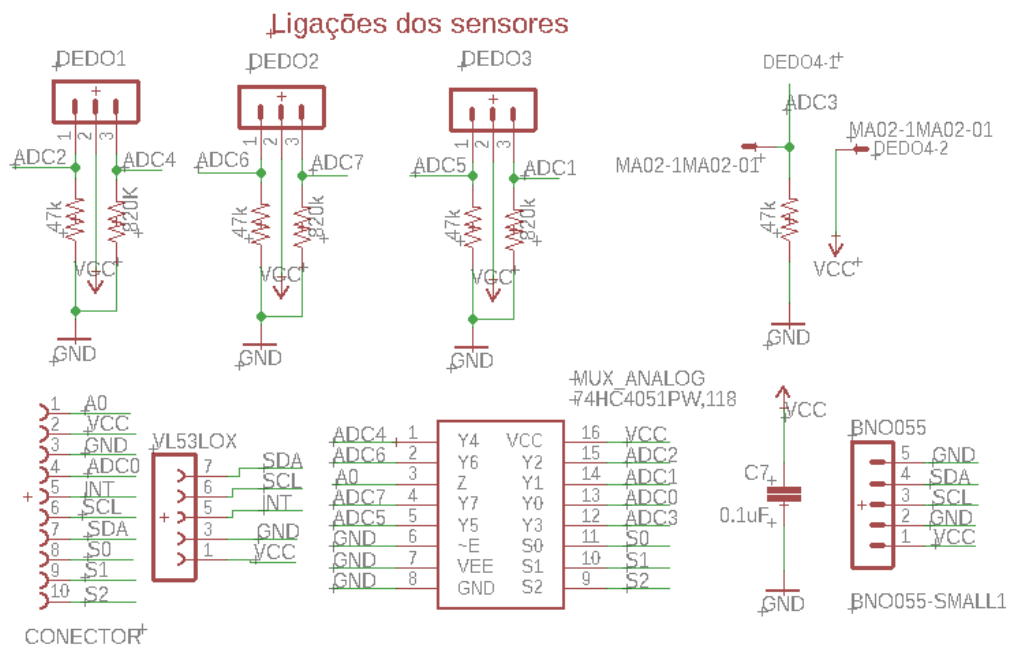 Ligações dos sensores
DEDO1
DEDO2
DEDO3
DEDO4-1
ADC3
MA02-1MA02-01
DEDO4-2
MA02-1MA02-01
1 2 3
1 2 3
1 2 3
ADC2
ADC4
ADC6
ADC7
ADC5
ADC1
47k
820K
47k
820k
47k
820k
47k
VCC
VCC
VCC
VCC
GND
GND
GND
GND
1 A0
2 VCC
3 GND
4 ADC0
5 INT
6 SCL
7 SDA
8 S0
9 S1
10 S2
CONECTOR
VL53LOX
7 SDA
6 SCL
5 INT
3 GND
1 VCC
MUX_ANALOG
74HC4051PW,118
ADC4 1 Y4 VCC 16 VCC
ADC6 2 Y6 Y2 15 ADC2
A0 3 Z Y1 14 ADC1
ADC7 4 Y7 Y0 13 ADC0
ADC5 5 Y5 Y3 12 ADC3
GND 6 ~E S0 11 S0
GND 7 VEE S1 10 S1
GND 8 GND S2 9 S2
VCC
C7
0.1uF
GND
BNO055
5 GND
4 SDA
3 SCL
2 GND
1 VCC
BNO055-SMALL1